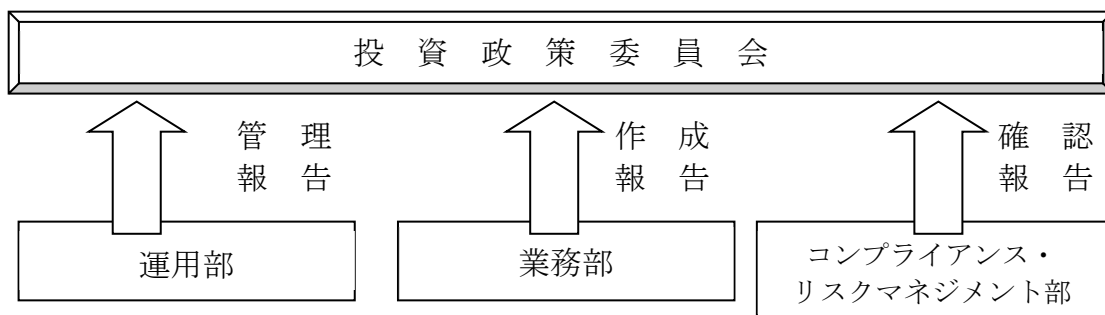 投資政策委員会
管理
報告
作成
報告
確認
報告
運用部
業務部
コンプライアンス・
リスクマネジメント部